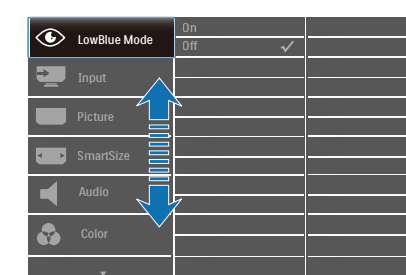 LowBlue Mode
On
Off
Input
Picture
SmartSize
Audio
Color